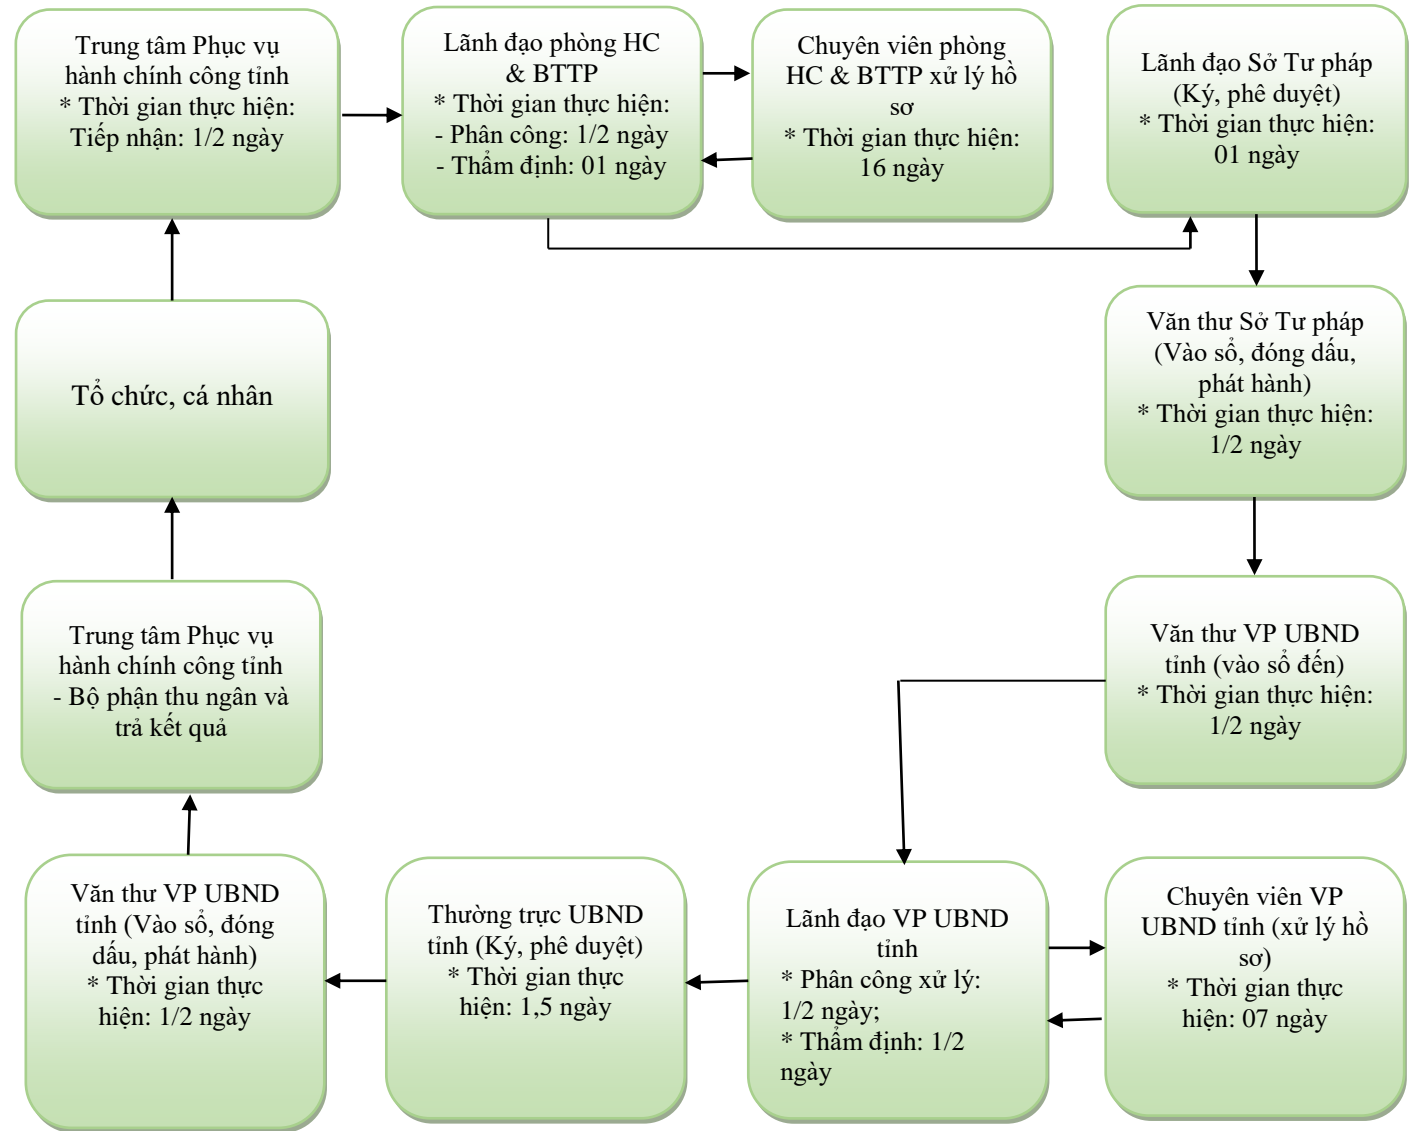 Trung tâm Phục vụ
hành chính công tỉnh
* Thời gian thực hiện:
Tiếp nhận: 1/2 ngày
Lãnh đạo phòng HC
& BTTP
* Thời gian thực hiện:
- Phân công: 1/2 ngày
- Thẩm định: 01 ngày
Chuyên viên phòng
HC & BTTP xử lý hồ
sơ
* Thời gian thực hiện:
16 ngày
Lãnh đạo Sở Tư pháp
(Ký, phê duyệt)
* Thời gian thực hiện:
01 ngày
Văn thư Sở Tư pháp
(Vào sổ, đóng dấu,
phát hành)
* Thời gian thực hiện:
1/2 ngày
Tổ chức, cá nhân
Trung tâm Phục vụ
hành chính công tỉnh
- Bộ phận thu ngân và
trả kết quả
Văn thư VP UBND
tỉnh (vào sổ đến)
* Thời gian thực hiện:
1/2 ngày
Văn thư VP UBND
tỉnh (Vào sổ, đóng
dấu, phát hành)
* Thời gian thực
hiện: 1/2 ngày
Thường trực UBND
tỉnh (Ký, phê duyệt)
* Thời gian thực
hiện: 1,5 ngày
Lãnh đạo VP UBND
tỉnh
* Phân công xử lý:
1/2 ngày;
* Thẩm định: 1/2
ngày
Chuyên viên VP
UBND tỉnh (xử lý hồ
sơ)
* Thời gian thực
hiện: 07 ngày